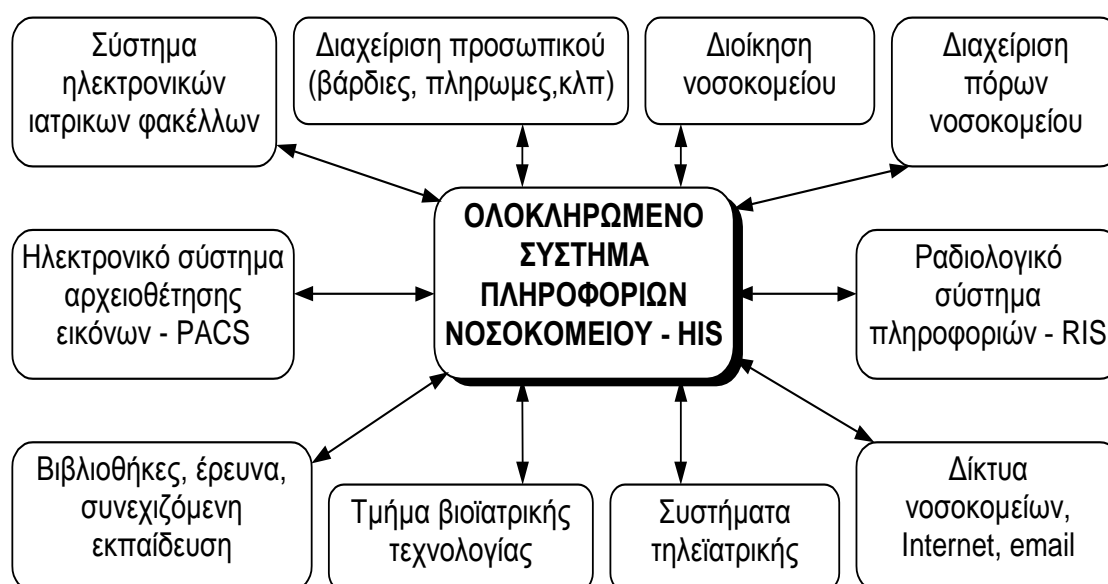 Σύστημα
ηλεκτρονικών
ιατρικων φακέλλων
Διαχείριση προσωπικού
(βάρδιες, πληρωμες,κλπ)
Διοίκηση
νοσοκομείου
Διαχείριση
πόρων
νοσοκομείου
Ηλεκτρονικό σύστημα
αρχειοθέτησης
εικόνων - PACS
ΟΛΟΚΛΗΡΩΜΕΝΟ
ΣΥΣΤΗΜΑ
ΠΛΗΡΟΦΟΡΙΩΝ
ΝΟΣΟΚΟΜΕΙΟΥ - HIS
Ραδιολογικό
σύστημα
πληροφοριών - RIS
Βιβλιοθήκες, έρευνα,
συνεχιζόμενη
εκπαίδευση
Τμήμα βιοϊατρικής
τεχνολογίας
Συστήματα
τηλεϊατρικής
Δίκτυα
νοσοκομείων,
Internet, email